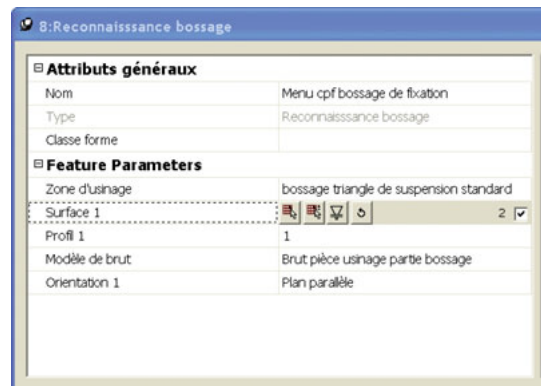 8:Reconnaisssance bossage
Attributs généraux
Nom Menu cpf bossage de fixation
Type Reconnaisssance bossage
Classe forme
Feature Parameters
Zone d'usinage bossage triangle de suspension standard
Surface 1 2
Profil 1 1
Modèle de brut Brut pièce usinage partie bossage
Orientation 1 Plan parallèle